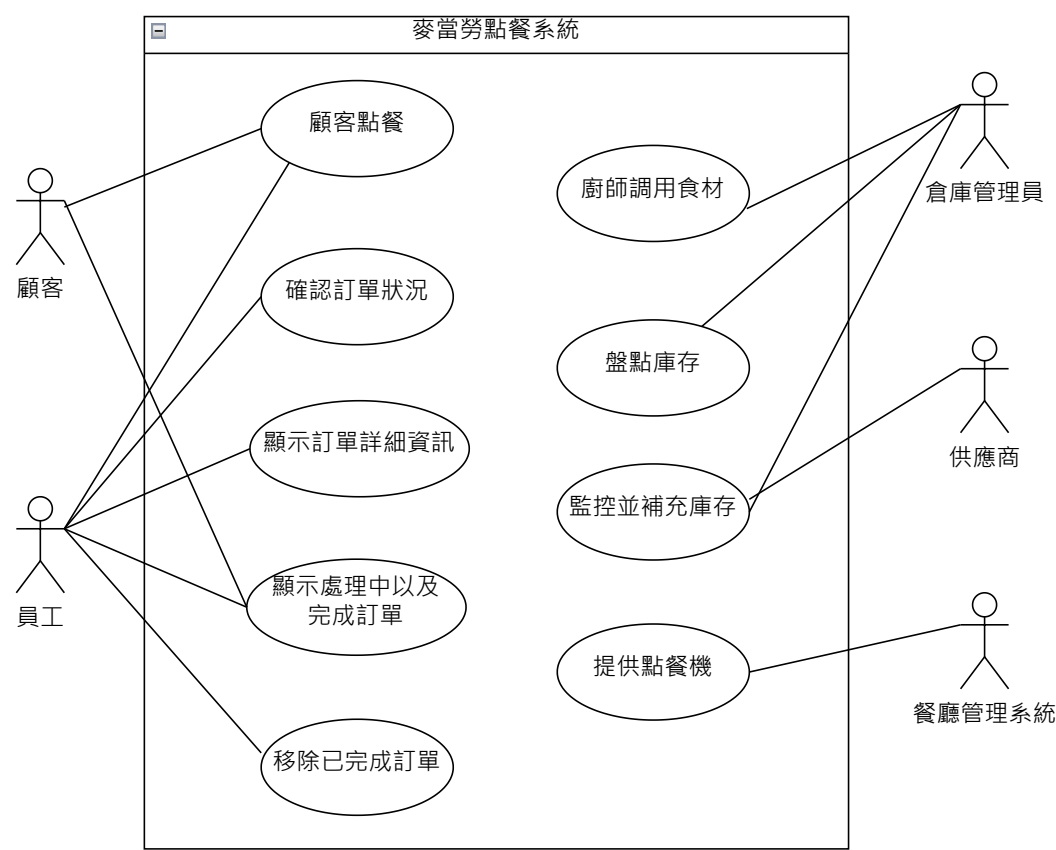 麥當勞點餐系統
顧客點餐
廚師調用食材
倉庫管理員
顧客
確認訂單狀況
盤點庫存
顯示訂單詳細資訊
供應商
監控並補充庫存
員工
顯示處理中以及
完成訂單
提供點餐機
餐廳管理系統
移除已完成訂單